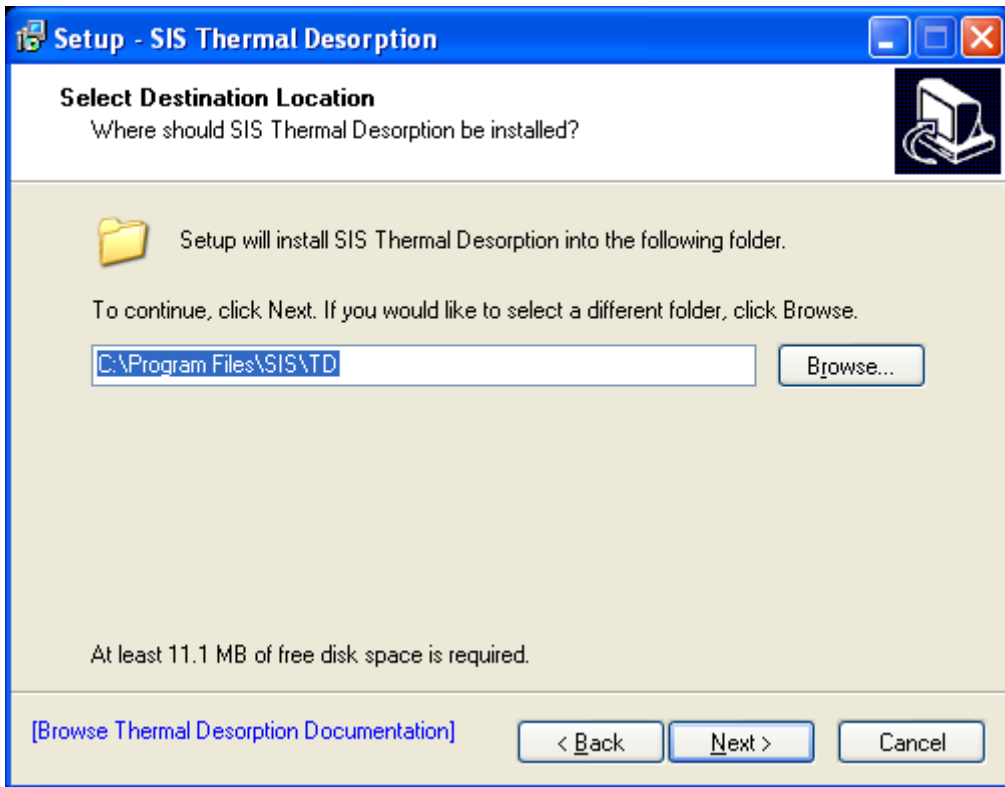 Setup - SIS Thermal Desorption
Select Destination Location
Where should SIS Thermal Desorption be installed?
Setup will install SIS Thermal Desorption into the following folder.
To continue, click Next. If you would like to select a different folder, click Browse.
C:\Program Files\SIS\TD
Browse...
At least 11.1 MB of free disk space is required.
[Browse Thermal Desorption Documentation]
< Back
Next >
Cancel